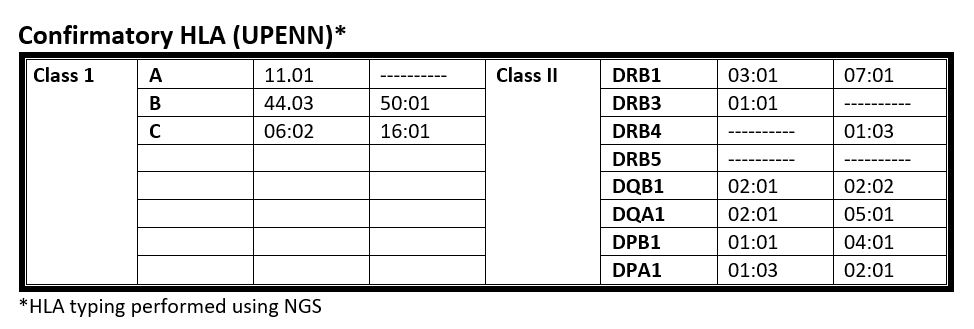 Confirmatory HLA (UPENN)*
Class 1 A 11.01 ---------- Class II DRB1 03:01 07:01
B 44.03 50:01 DRB3 01:01 ----------
C 06:02 16:01 DRB4 ---------- 01:03
DRB5 ---------- ----------
DQB1 02:01 02:02
DQA1 02:01 05:01
DPB1 01:01 04:01
DPA1 01:03 02:01
*HLA typing performed using NGS